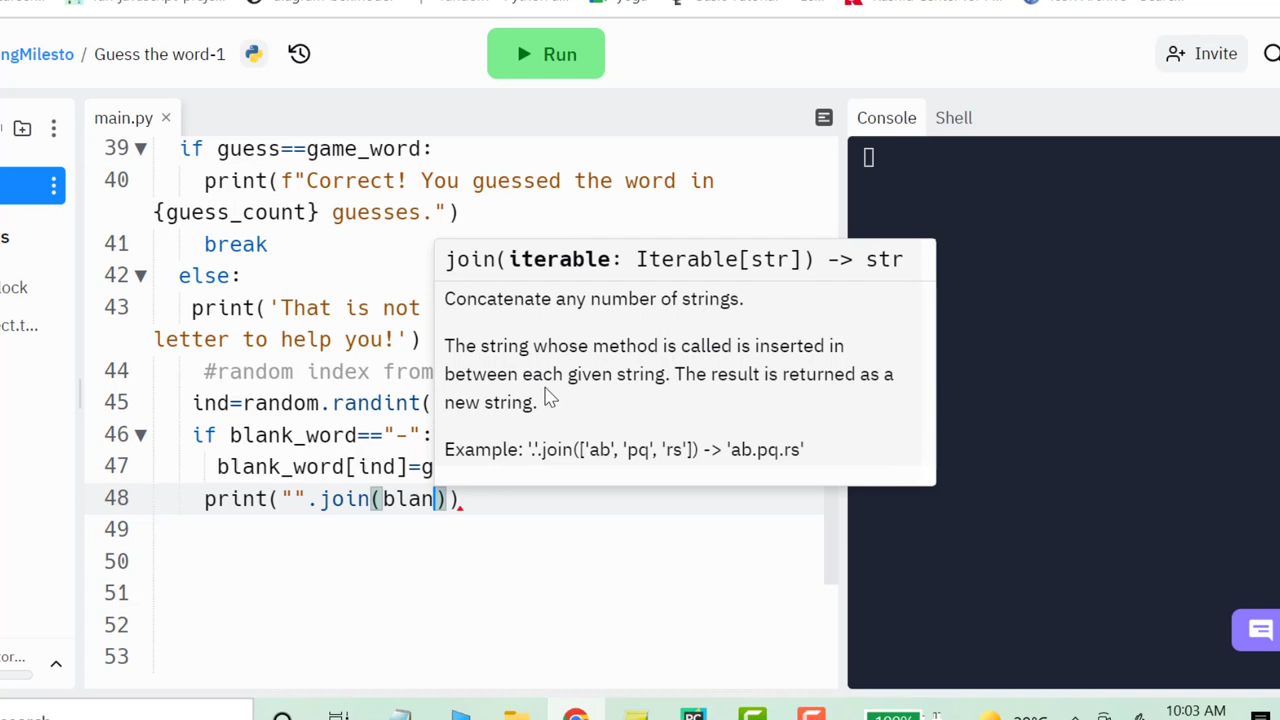 ngMilesto / Guess the word-1
Run
Invite
main.py ×
Console Shell
39 if guess==game_word:
40 print(f"Correct! You guessed the word in
{guess_count} guesses.")
41 break
42 else:
43 print('That is not
letter to help you!')
44 #random index from
45 ind=random.randint(
46 if blank_word=="-":
47 blank_word[ind]=g
48 print("".join(blan))
49
50
51
52
53
join(iterable: Iterable[str]) -> str
Concatenate any number of strings.
The string whose method is called is inserted in
between each given string. The result is returned as a
new string.
Example: '.'.join(['ab', 'pq', 'rs']) -> 'ab.pq.rs'
s
ock
ect.t...
tor...
100%
10:03 AM